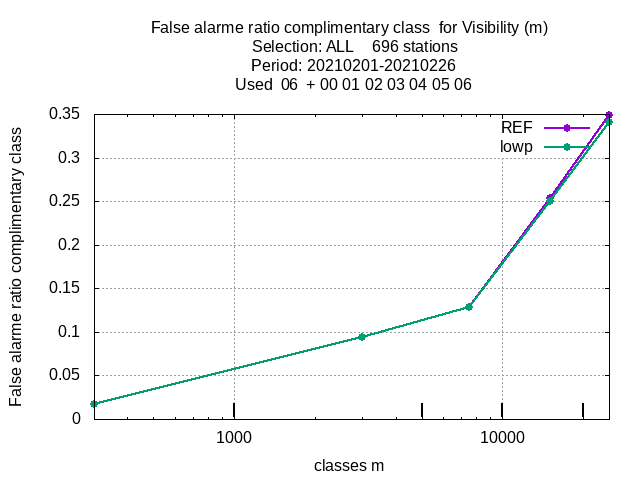 False alarme ratio complimentary class  for Visibility (m)
Selection: ALL    696 stations
Period: 20210201-20210226
Used  06  + 00 01 02 03 04 05 06
False alarme ratio complimentary class
0.35
0.3
0.25
0.2
0.15
0.1
0.05
0
REF
lowp
1000
10000
classes m